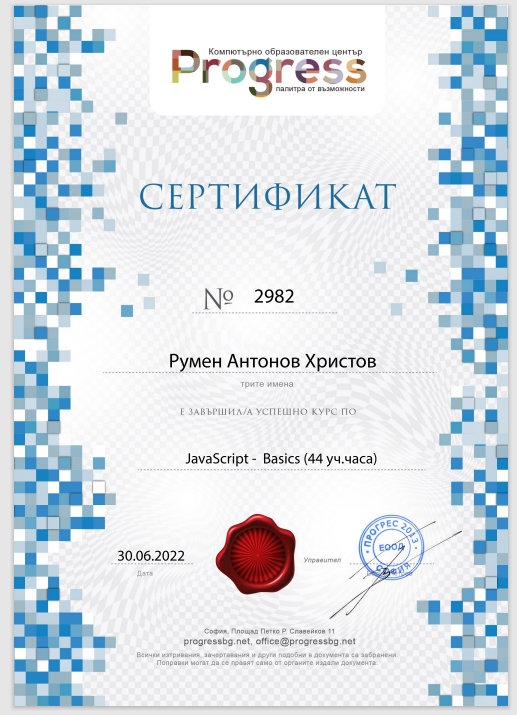 Компютърно образователен център
Progress
палитра от възможности
СЕРТИФИКАТ
№ 2982
Румен Антонов Христов
трите имена
Е ЗАВЪРШИЛ/А УСПЕШНО КУРС ПО
JavaScript - Basics (44 уч.часа)
ПРОГРЕС 2013
ЕООД
СОФИЯ
30.06.2022
Управител
Дата
София, Площад Петко Р. Славейков 11
progressbg.net, office@progressbg.net
Всички изтривания, зачертавания и други подобни в документа са забранени.
Поправки могат да се правят само от органите издали документа.